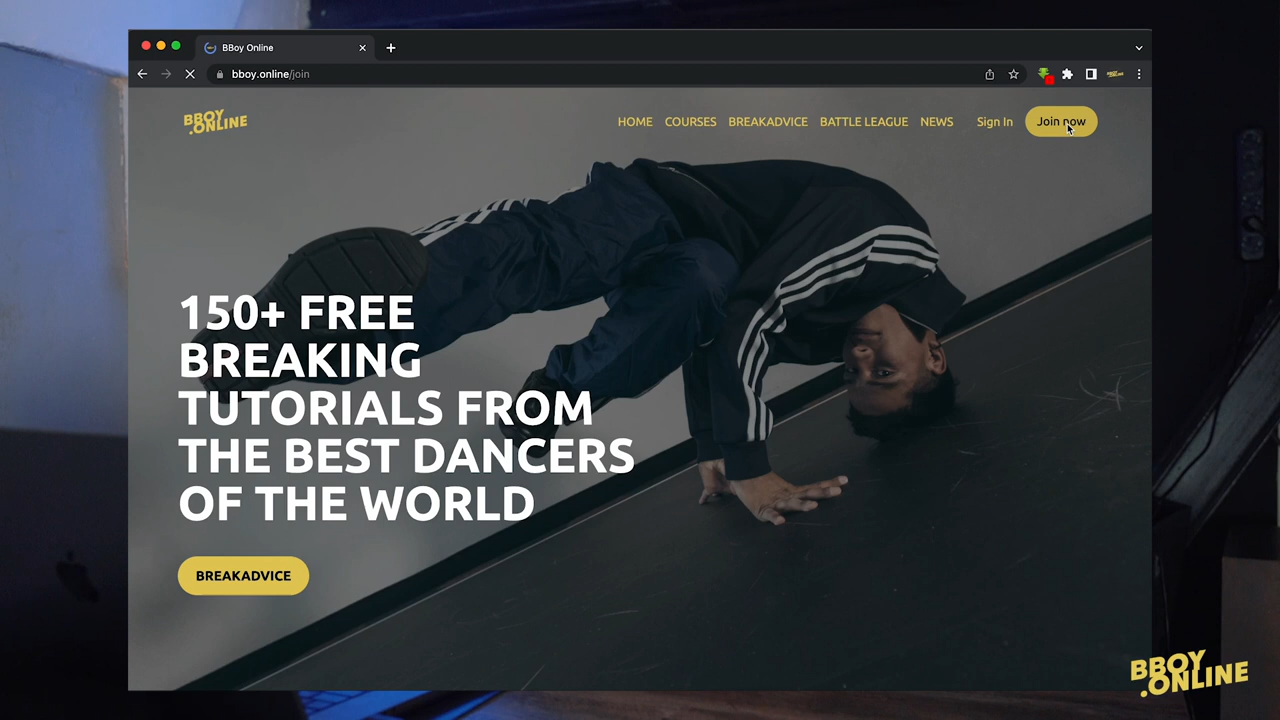 BBoy Online
bboy.online/join
BBOY
.ONLINE
HOME COURSES BREAKADVICE BATTLE LEAGUE NEWS Sign In Join now
150+ FREE
BREAKING
TUTORIALS FROM
THE BEST DANCERS
OF THE WORLD
BREAKADVICE
BBOY
.ONLINE